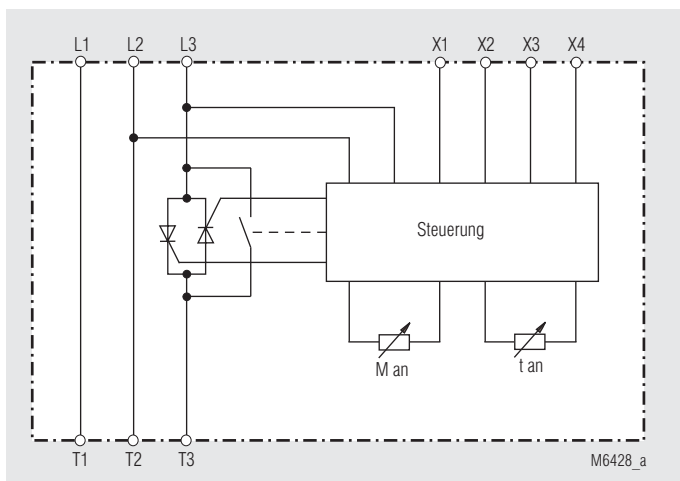 L1 L2 L3 X1 X2 X3 X4
Steuerung
M an t an
T1 T2 T3 M6428_a